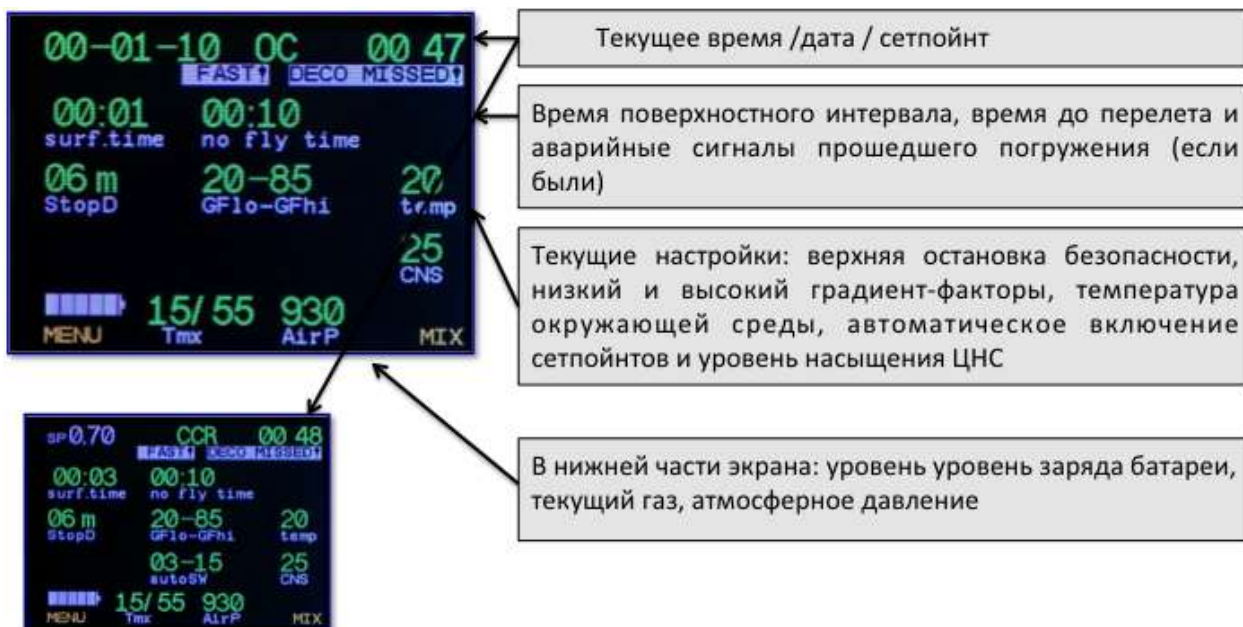 00-01-10 OC 00 47
FAST! DECO MISSED!
00:01 00:10
surf.time no fly time
06 m 20-85 20
StopD GFlo-GFhi temp
25
CNS
15/55 930
MENU Tmx AirP MIX
Текущее время /дата / сетпойнт
Время поверхностного интервала, время до перелета и
аварийные сигналы прошедшего погружения (если
были)
Текущие настройки: верхняя остановка безопасности,
низкий и высокий градиент-факторы, температура
окружающей среды, автоматическое включение
сетпойнтов и уровень насыщения ЦНС
В нижней части экрана: уровень уровень заряда батареи,
текущий газ, атмосферное давление
SP 0,70 CCR 00 48
FAST! DECO MISSED!
00:03 00:10
surf.time no fly time
06 m 20-85 20
StopD GFlo-GFhi temp
03-15 25
autoSW CNS
15/55 930
MENU Tmx AirP MIX